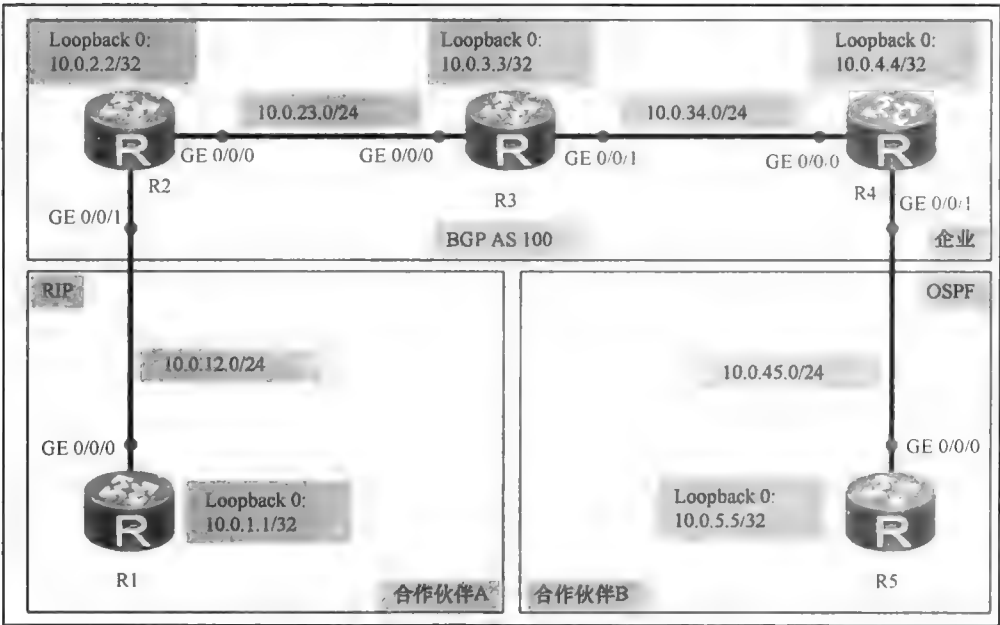 Loopback 0:
10.0.2.2/32
Loopback 0:
10.0.3.3/32
Loopback 0:
10.0.4.4/32
10.0.23.0/24
10.0.34.0/24
R
R
R
GE 0/0/0
GE 0/0/0
GE 0/0/1
GE 0/0/0
R2
R3
R4
GE 0/0/1
GE 0/0/1
BGP AS 100
企业
RIP
OSPF
10.0.12.0/24
10.0.45.0/24
GE 0/0/0
GE 0/0/0
Loopback 0:
10.0.1.1/32
Loopback 0:
10.0.5.5/32
R
R
R1
R5
合作伙伴A
合作伙伴B